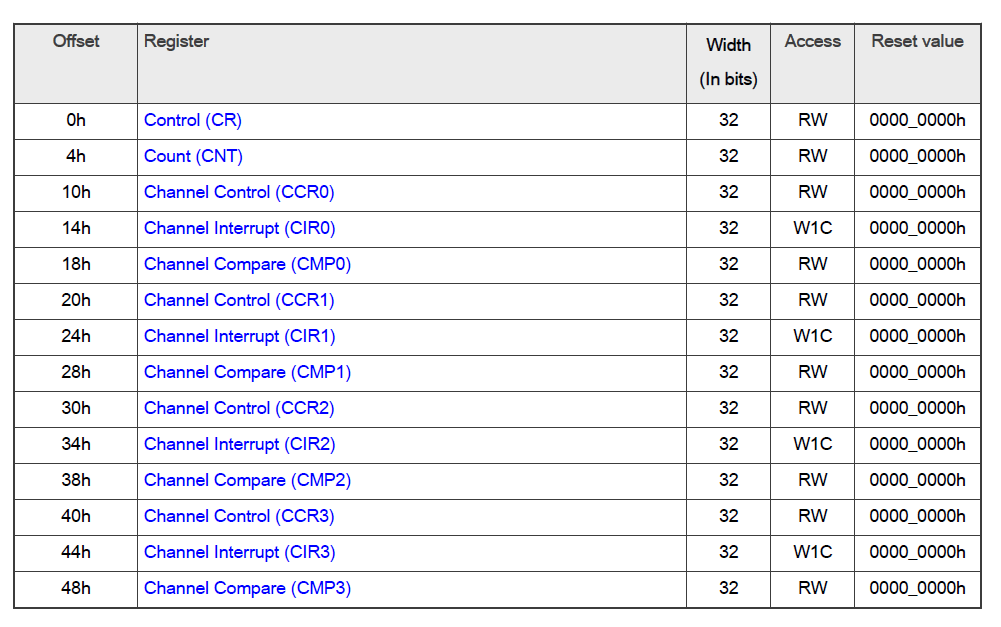 Offset Register Width (In bits) Access Reset value
0h Control (CR) 32 RW 0000_0000h
4h Count (CNT) 32 RW 0000_0000h
10h Channel Control (CCR0) 32 RW 0000_0000h
14h Channel Interrupt (CIR0) 32 W1C 0000_0000h
18h Channel Compare (CMP0) 32 RW 0000_0000h
20h Channel Control (CCR1) 32 RW 0000_0000h
24h Channel Interrupt (CIR1) 32 W1C 0000_0000h
28h Channel Compare (CMP1) 32 RW 0000_0000h
30h Channel Control (CCR2) 32 RW 0000_0000h
34h Channel Interrupt (CIR2) 32 W1C 0000_0000h
38h Channel Compare (CMP2) 32 RW 0000_0000h
40h Channel Control (CCR3) 32 RW 0000_0000h
44h Channel Interrupt (CIR3) 32 W1C 0000_0000h
48h Channel Compare (CMP3) 32 RW 0000_0000h